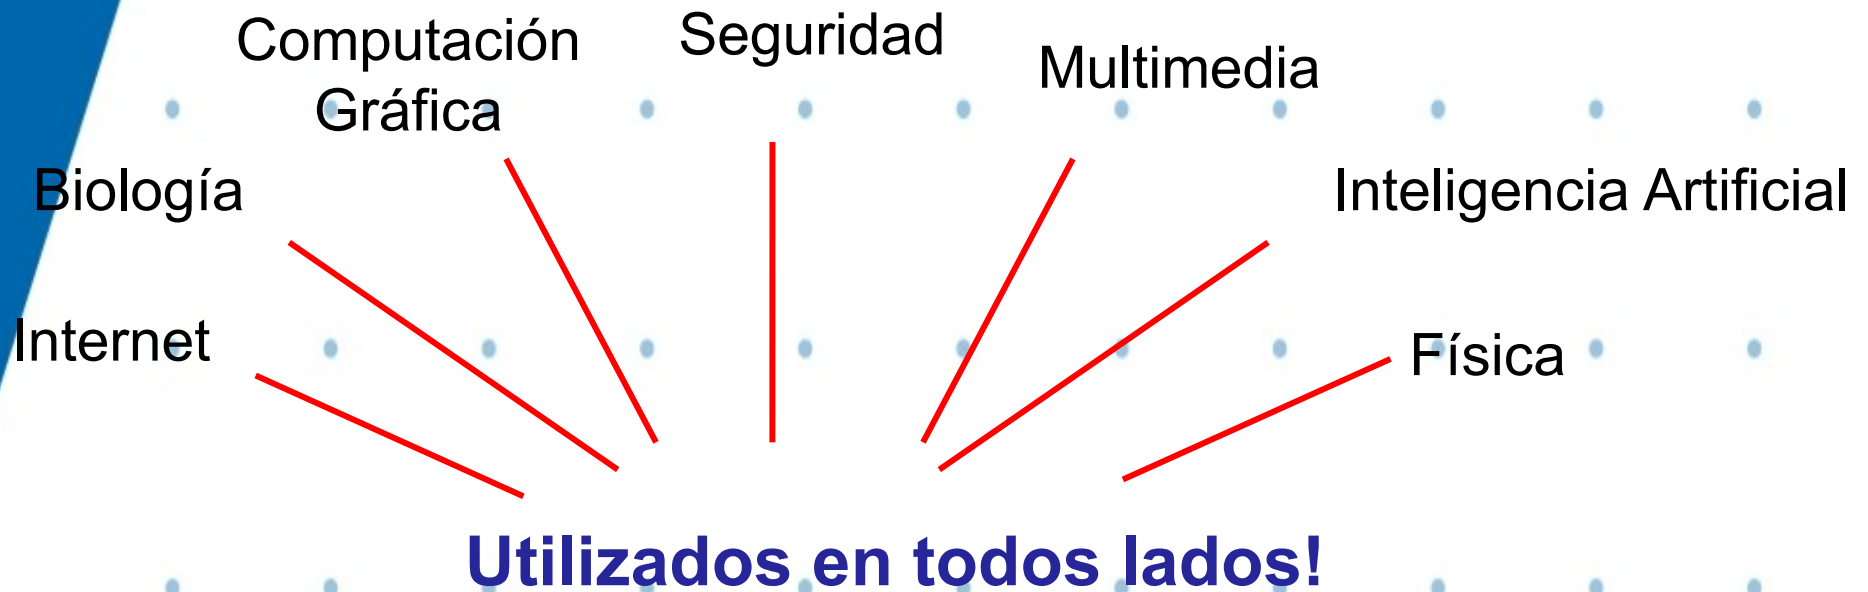 Computación
Gráfica
Seguridad
Multimedia
Biología
Inteligencia Artificial
Internet
Física
Utilizados en todos lados!